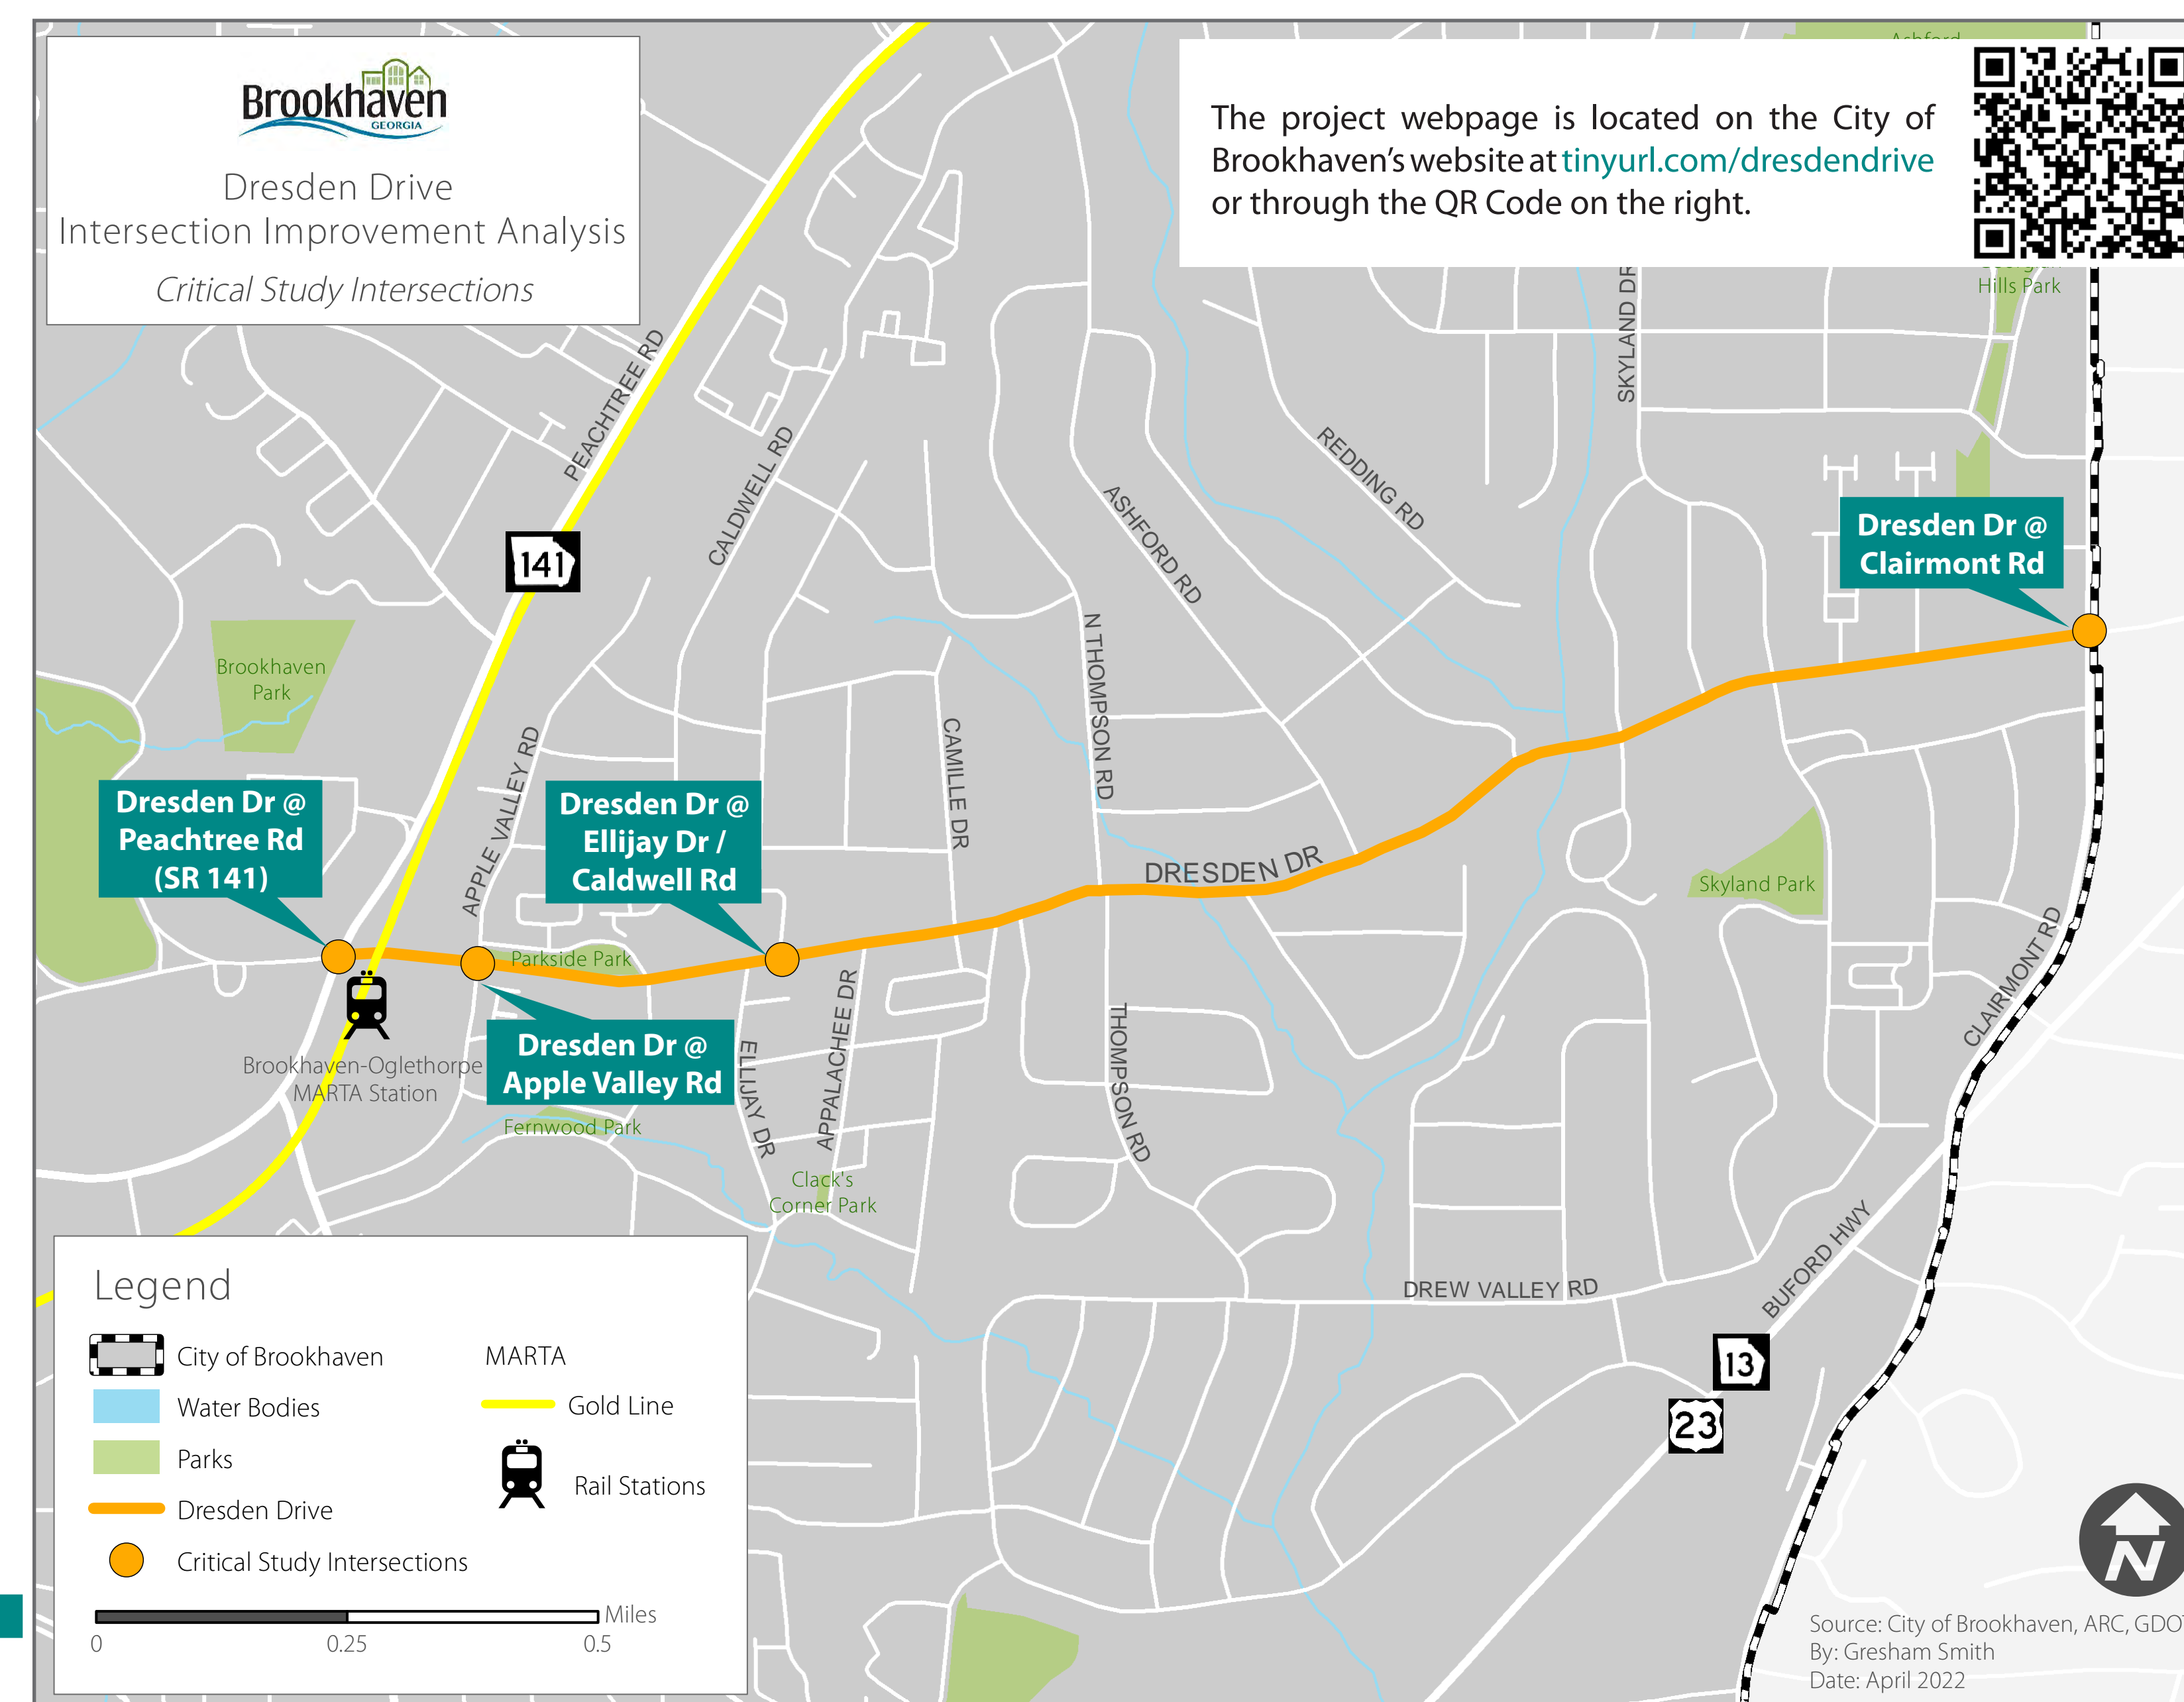 Brookhaven
GEORGIA
Dresden Drive
Intersection Improvement Analysis
Critical Study Intersections
The project webpage is located on the City of
Brookhaven's website at tinyurl.com/dresdendrive
or through the QR Code on the right.
Hills Park
SKYLAND DR
PEACHTREE RD
CALDWELL RD
REDDING RD
ASHFORD RD
141
Dresden Dr @
Clairmont Rd
Brookhaven
Park
N THOMPSON RD
APPLE VALLEY RD
CAMILLE DR
Dresden Dr @
Peachtree Rd
(SR 141)
Dresden Dr @
Ellijay Dr /
Caldwell Rd
DRESDEN DR
Skyland Park
Parkside Park
CLAIRMONT RD
APPALACHEE DR
THOMPSON RD
Brookhaven-Oglethorpe
MARTA Station
Dresden Dr @
Apple Valley Rd
ELLIJAY DR
Fernwood Park
Clack's
Corner Park
BUFORD HWY
DREW VALLEY RD
13
23
Legend
City of Brookhaven
Water Bodies
Parks
Dresden Drive
Critical Study Intersections
MARTA
Gold Line
Rail Stations
Miles
0 0.25 0.5
N
Source: City of Brookhaven, ARC, GDO
By: Gresham Smith
Date: April 2022